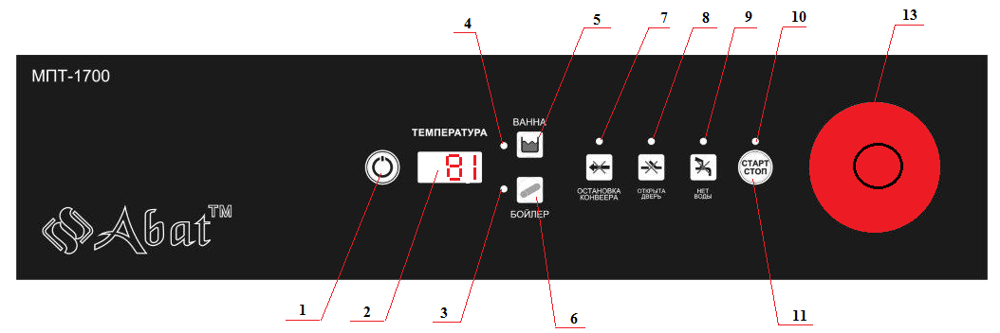 4
5
7
8
9
10
13
МПТ-1700
ТЕМПЕРАТУРА
ВАННА
81
СТАРТ
СТОП
ОСТАНОВКА
КОНВЕЕРА
ОТКРЫТА
ДВЕРЬ
НЕТ
ВОДЫ
БОЙЛЕР
Abat™
1
2
3
6
11